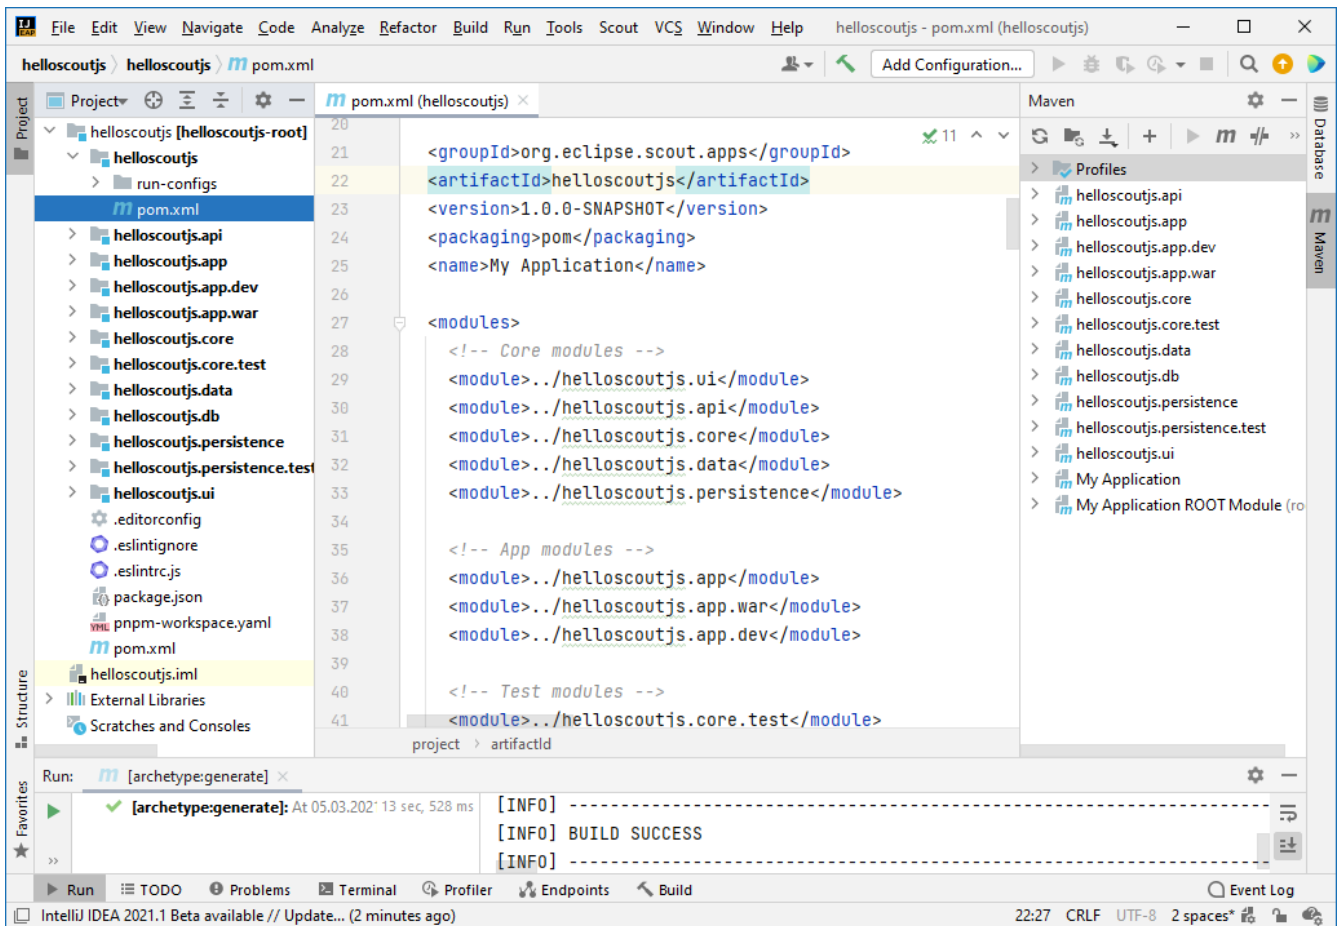 IJ EAP File Edit View Navigate Code Analyze Refactor Build Run Tools Scout VCS Window Help helloscoutjs - pom.xml (helloscoutjs)
helloscoutjs helloscoutjs m pom.xml Add Configuration...
Project
Project
helloscoutjs [helloscoutjs-root]
helloscoutjs
run-configs
m pom.xml
helloscoutjs.api
helloscoutjs.app
helloscoutjs.app.dev
helloscoutjs.app.war
helloscoutjs.core
helloscoutjs.core.test
helloscoutjs.data
helloscoutjs.db
helloscoutjs.persistence
helloscoutjs.persistence.test
helloscoutjs.ui
.editorconfig
.eslintignore
.eslintrc.js
package.json
YML pnpm-workspace.yaml
m pom.xml
helloscoutjs.iml
External Libraries
Scratches and Consoles
Structure
Favorites
m pom.xml (helloscoutjs)
11
20
21 <groupId>org.eclipse.scout.apps</groupId>
22 <artifactId>helloscoutjs</artifactId>
23 <version>1.0.0-SNAPSHOT</version>
24 <packaging>pom</packaging>
25 <name>My Application</name>
26
27 <modules>
28 <!-- Core modules -->
29 <module>../helloscoutjs.ui</module>
30 <module>../helloscoutjs.api</module>
31 <module>../helloscoutjs.core</module>
32 <module>../helloscoutjs.data</module>
33 <module>../helloscoutjs.persistence</module>
34
35 <!-- App modules -->
36 <module>../helloscoutjs.app</module>
37 <module>../helloscoutjs.app.war</module>
38 <module>../helloscoutjs.app.dev</module>
39
40 <!-- Test modules -->
41 <module>../helloscoutjs.core.test</module>
project > artifactId
Maven
m
Profiles
helloscoutjs.api
helloscoutjs.app
helloscoutjs.app.dev
helloscoutjs.app.war
helloscoutjs.core
helloscoutjs.core.test
helloscoutjs.data
helloscoutjs.db
helloscoutjs.persistence
helloscoutjs.persistence.test
helloscoutjs.ui
My Application
My Application ROOT Module (ro
Database
m Maven
Run: m [archetype:generate]
[archetype:generate]: At 05.03.202 13 sec, 528 ms
[INFO] --------------------------------------------------------------------
[INFO] BUILD SUCCESS
[INFO] --------------------------------------------------------------------
Run TODO Problems Terminal Profiler Endpoints Build Event Log
IntelliJ IDEA 2021.1 Beta available // Update... (2 minutes ago) 22:27 CRLF UTF-8 2 spaces*